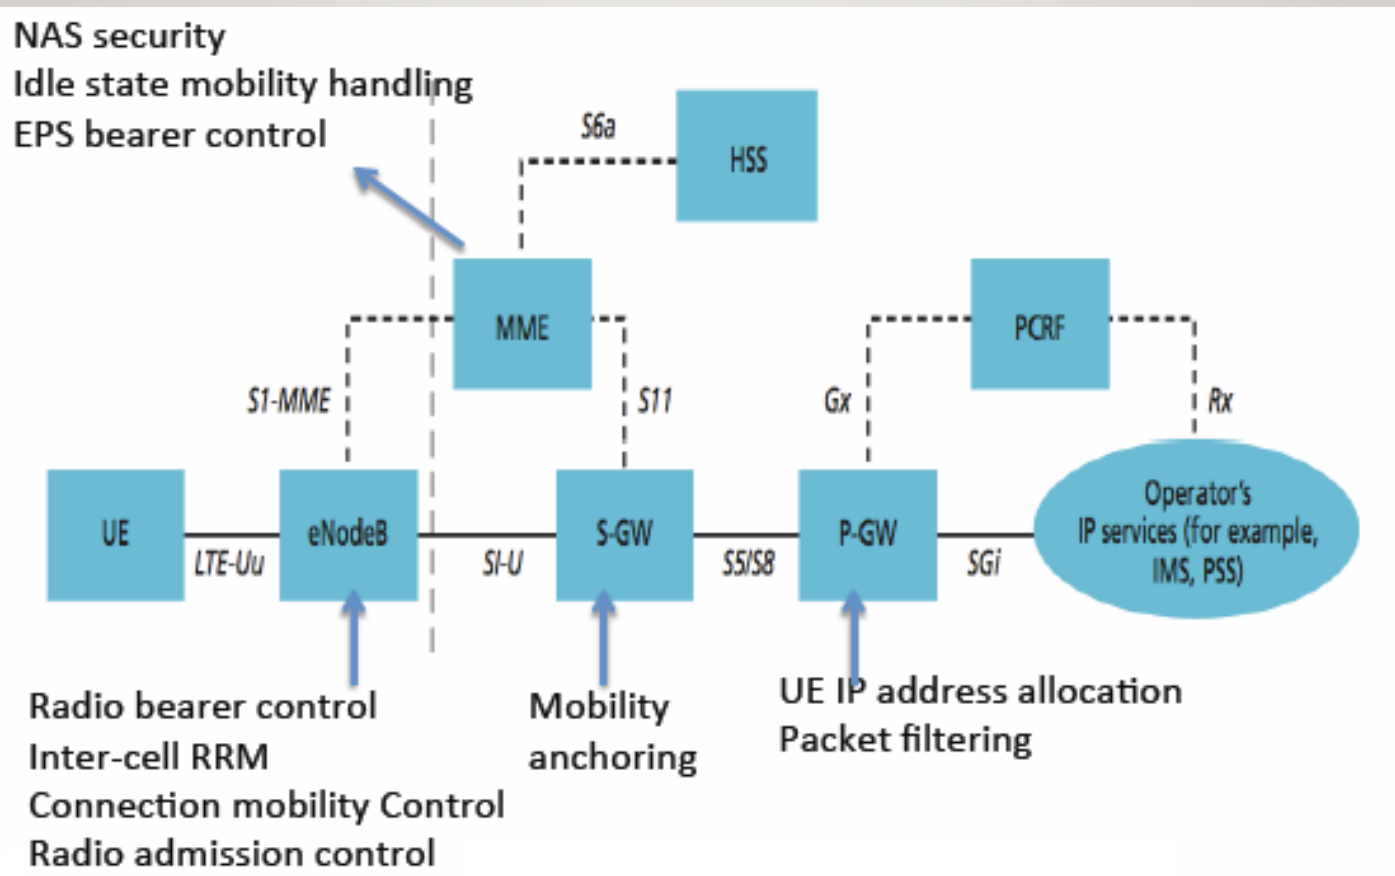 NAS security
Idle state mobility handling
EPS bearer control
S6a
HSS
MME
PCRF
S1-MME
S11
Gx
Rx
UE
eNodeB
S-GW
P-GW
Operator's
IP services (for example,
IMS, PSS)
LTE-Uu
SI-U
S5/S8
SGi
Radio bearer control
Inter-cell RRM
Connection mobility Control
Radio admission control
Mobility
anchoring
UE IP address allocation
Packet filtering